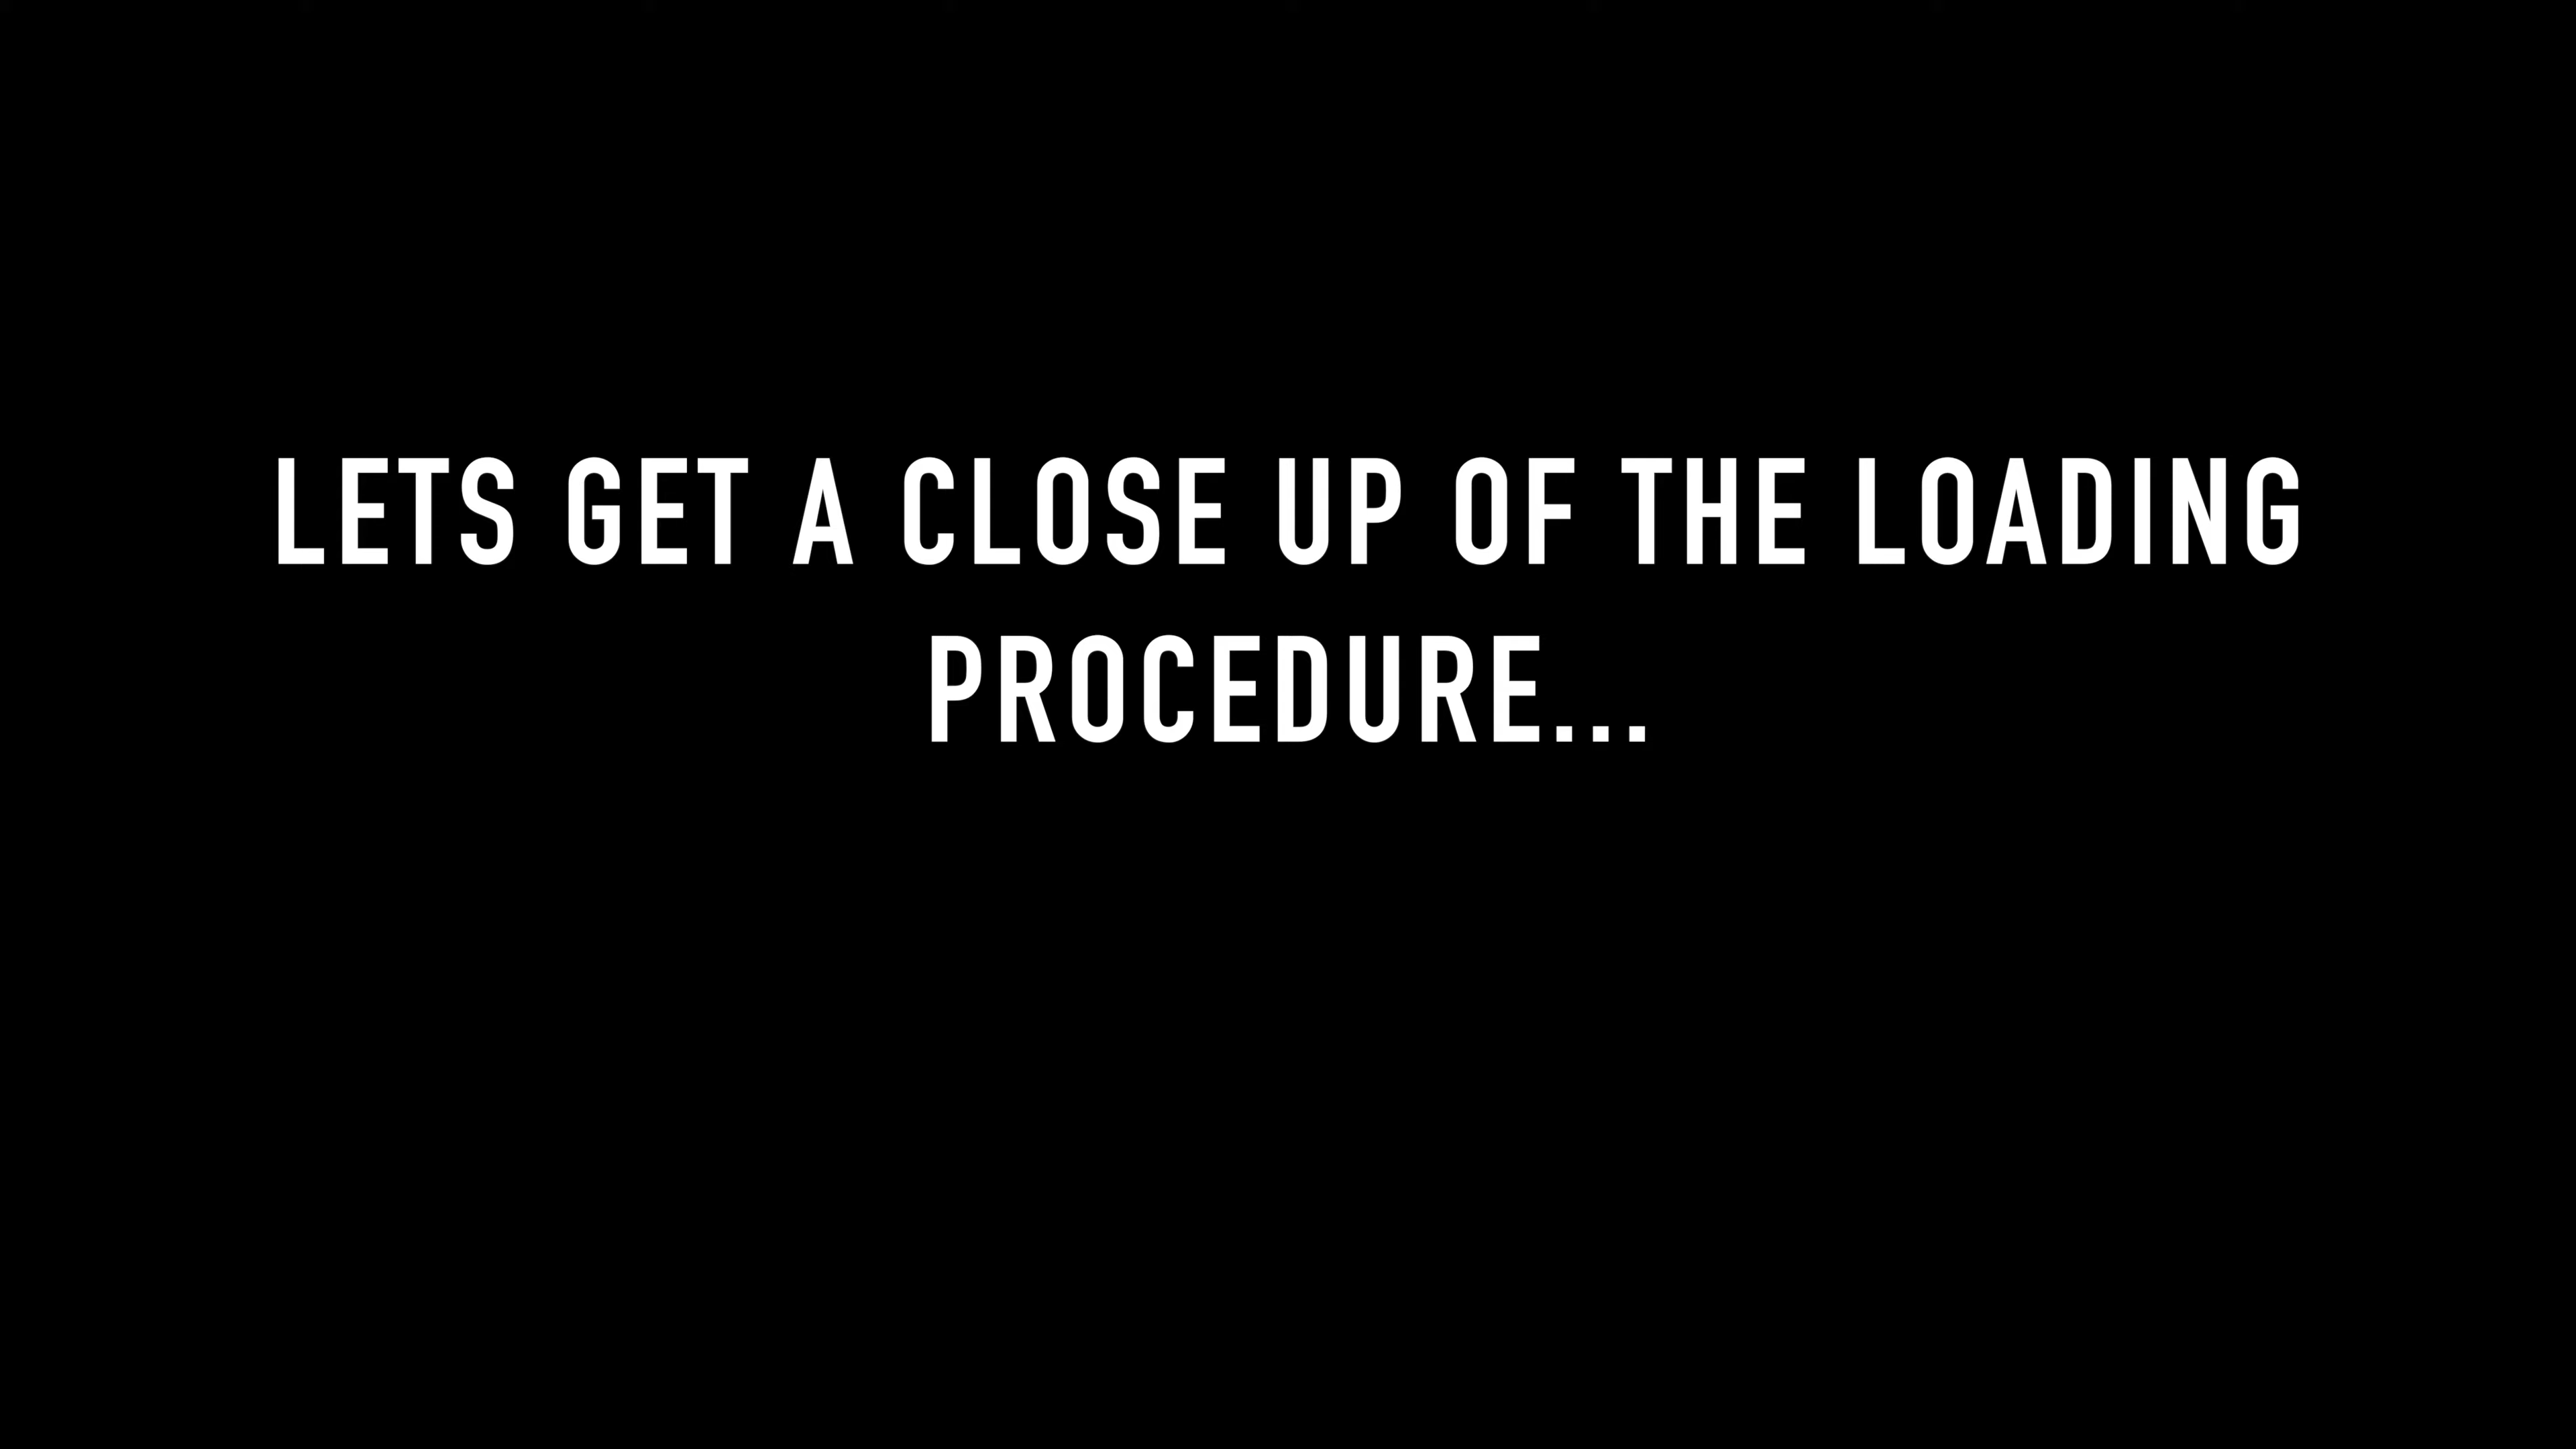 LETS GET A CLOSE UP OF THE LOADING
PROCEDURE...